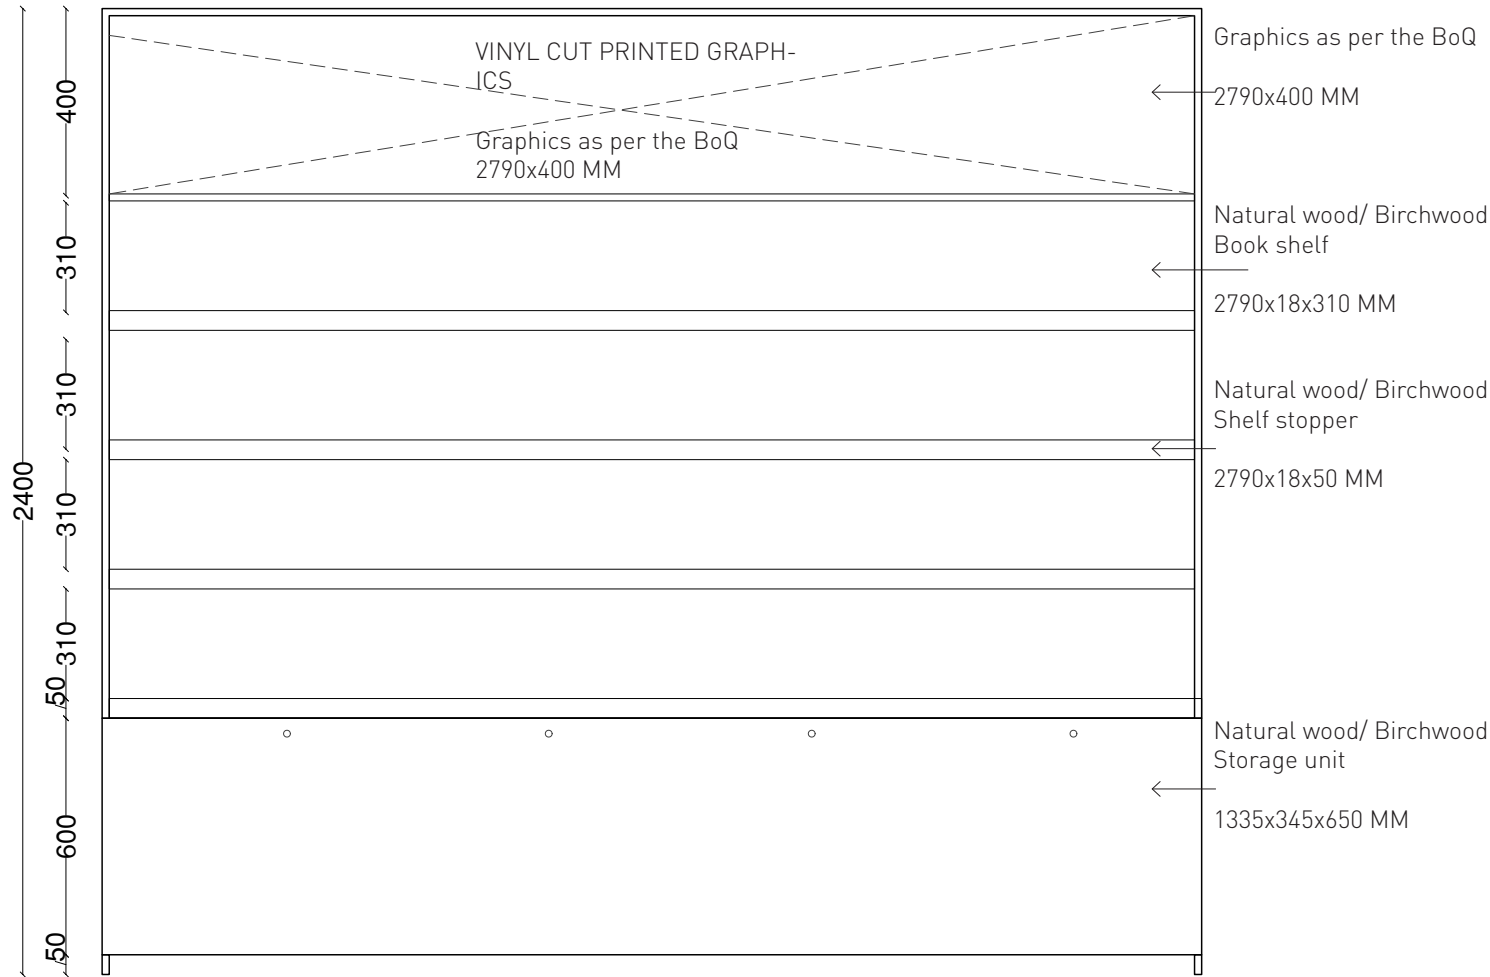 VINYL CUT PRINTED GRAPH-
ICS
Graphics as per the BoQ
2790x400 MM
Graphics as per the BoQ
2790x400 MM
Natural wood/ Birchwood
Book shelf
2790x18x310 MM
Natural wood/ Birchwood
Shelf stopper
2790x18x50 MM
Natural wood/ Birchwood
Storage unit
1335x345x650 MM
2400
400
310
310
310
310
50
600
50